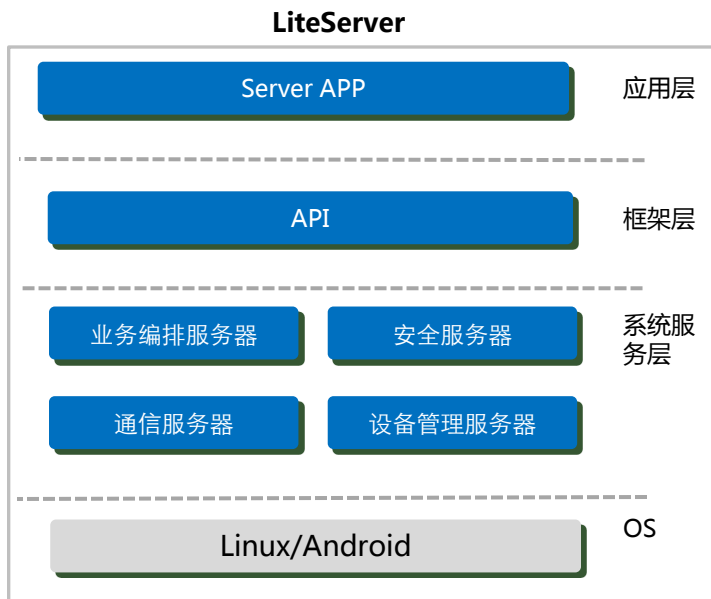 LiteServer
Server APP
应用层
API
框架层
业务编排服务器
安全服务器
系统服
务层
通信服务器
设备管理服务器
Linux/Android
OS